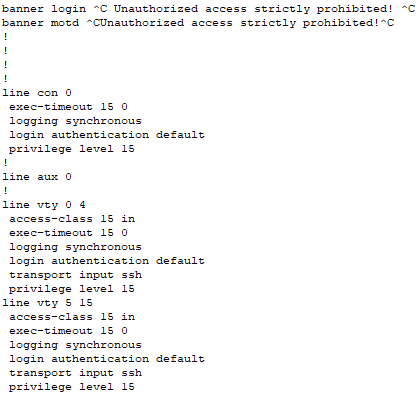 banner login ^C Unauthorized access strictly prohibited! ^C
banner motd ^CUnauthorized access strictly prohibited!^C
!
!
!
!
line con 0
 exec-timeout 15 0
 logging synchronous
 login authentication default
 privilege level 15
!
line aux 0
!
line vty 0 4
 access-class 15 in
 exec-timeout 15 0
 logging synchronous
 login authentication default
 transport input ssh
 privilege level 15
line vty 5 15
 access-class 15 in
 exec-timeout 15 0
 logging synchronous
 login authentication default
 transport input ssh
 privilege level 15